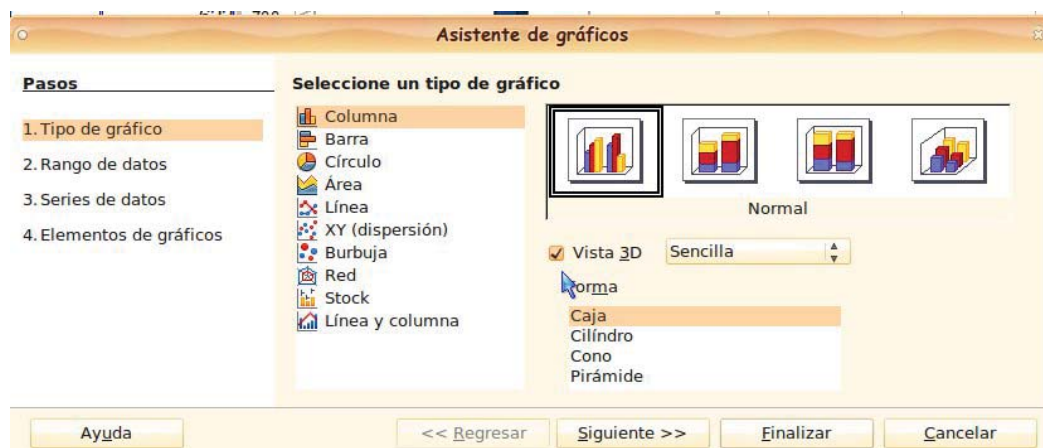 Asistente de gráficos
Pasos
1. Tipo de gráfico
2. Rango de datos
3. Series de datos
4. Elementos de gráficos
Seleccione un tipo de gráfico
Columna
Barra
Círculo
Área
Línea
XY (dispersión)
Burbuja
Red
Stock
Línea y columna
Normal
Vista 3D Sencilla
Caja
Cilíndro
Cono
Pirámide
Ayuda << Regresar Siguiente >> Finalizar Cancelar